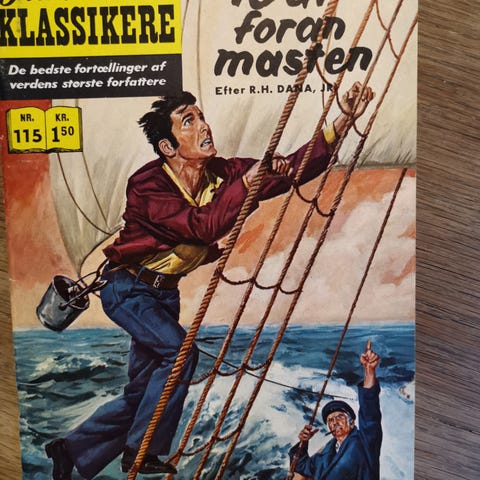 KLASSIKERE
De bedste fortællinger af
verdens største forfattere
NR.
115
KR.
1.50
foran
masten
Efter R.H. DANA, JR.